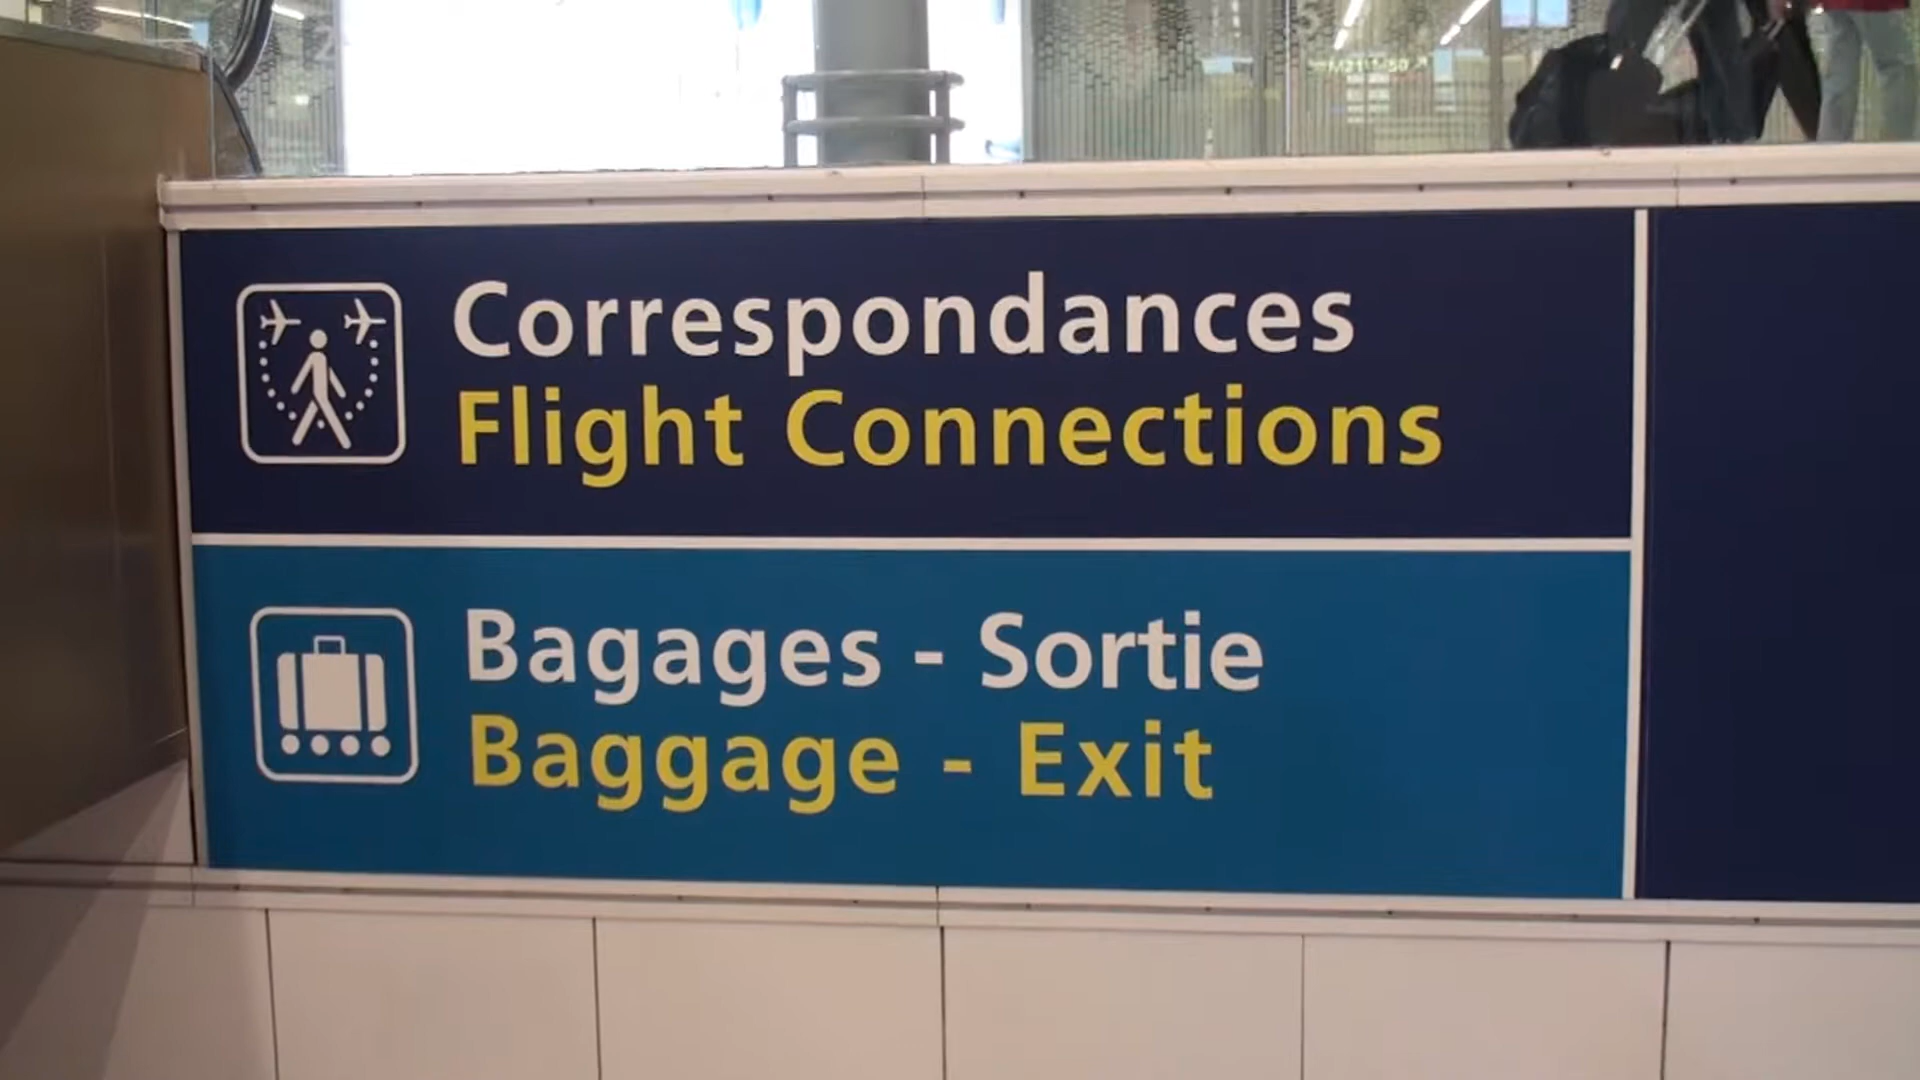 Correspondances
Flight Connections
Bagages - Sortie
Baggage - Exit